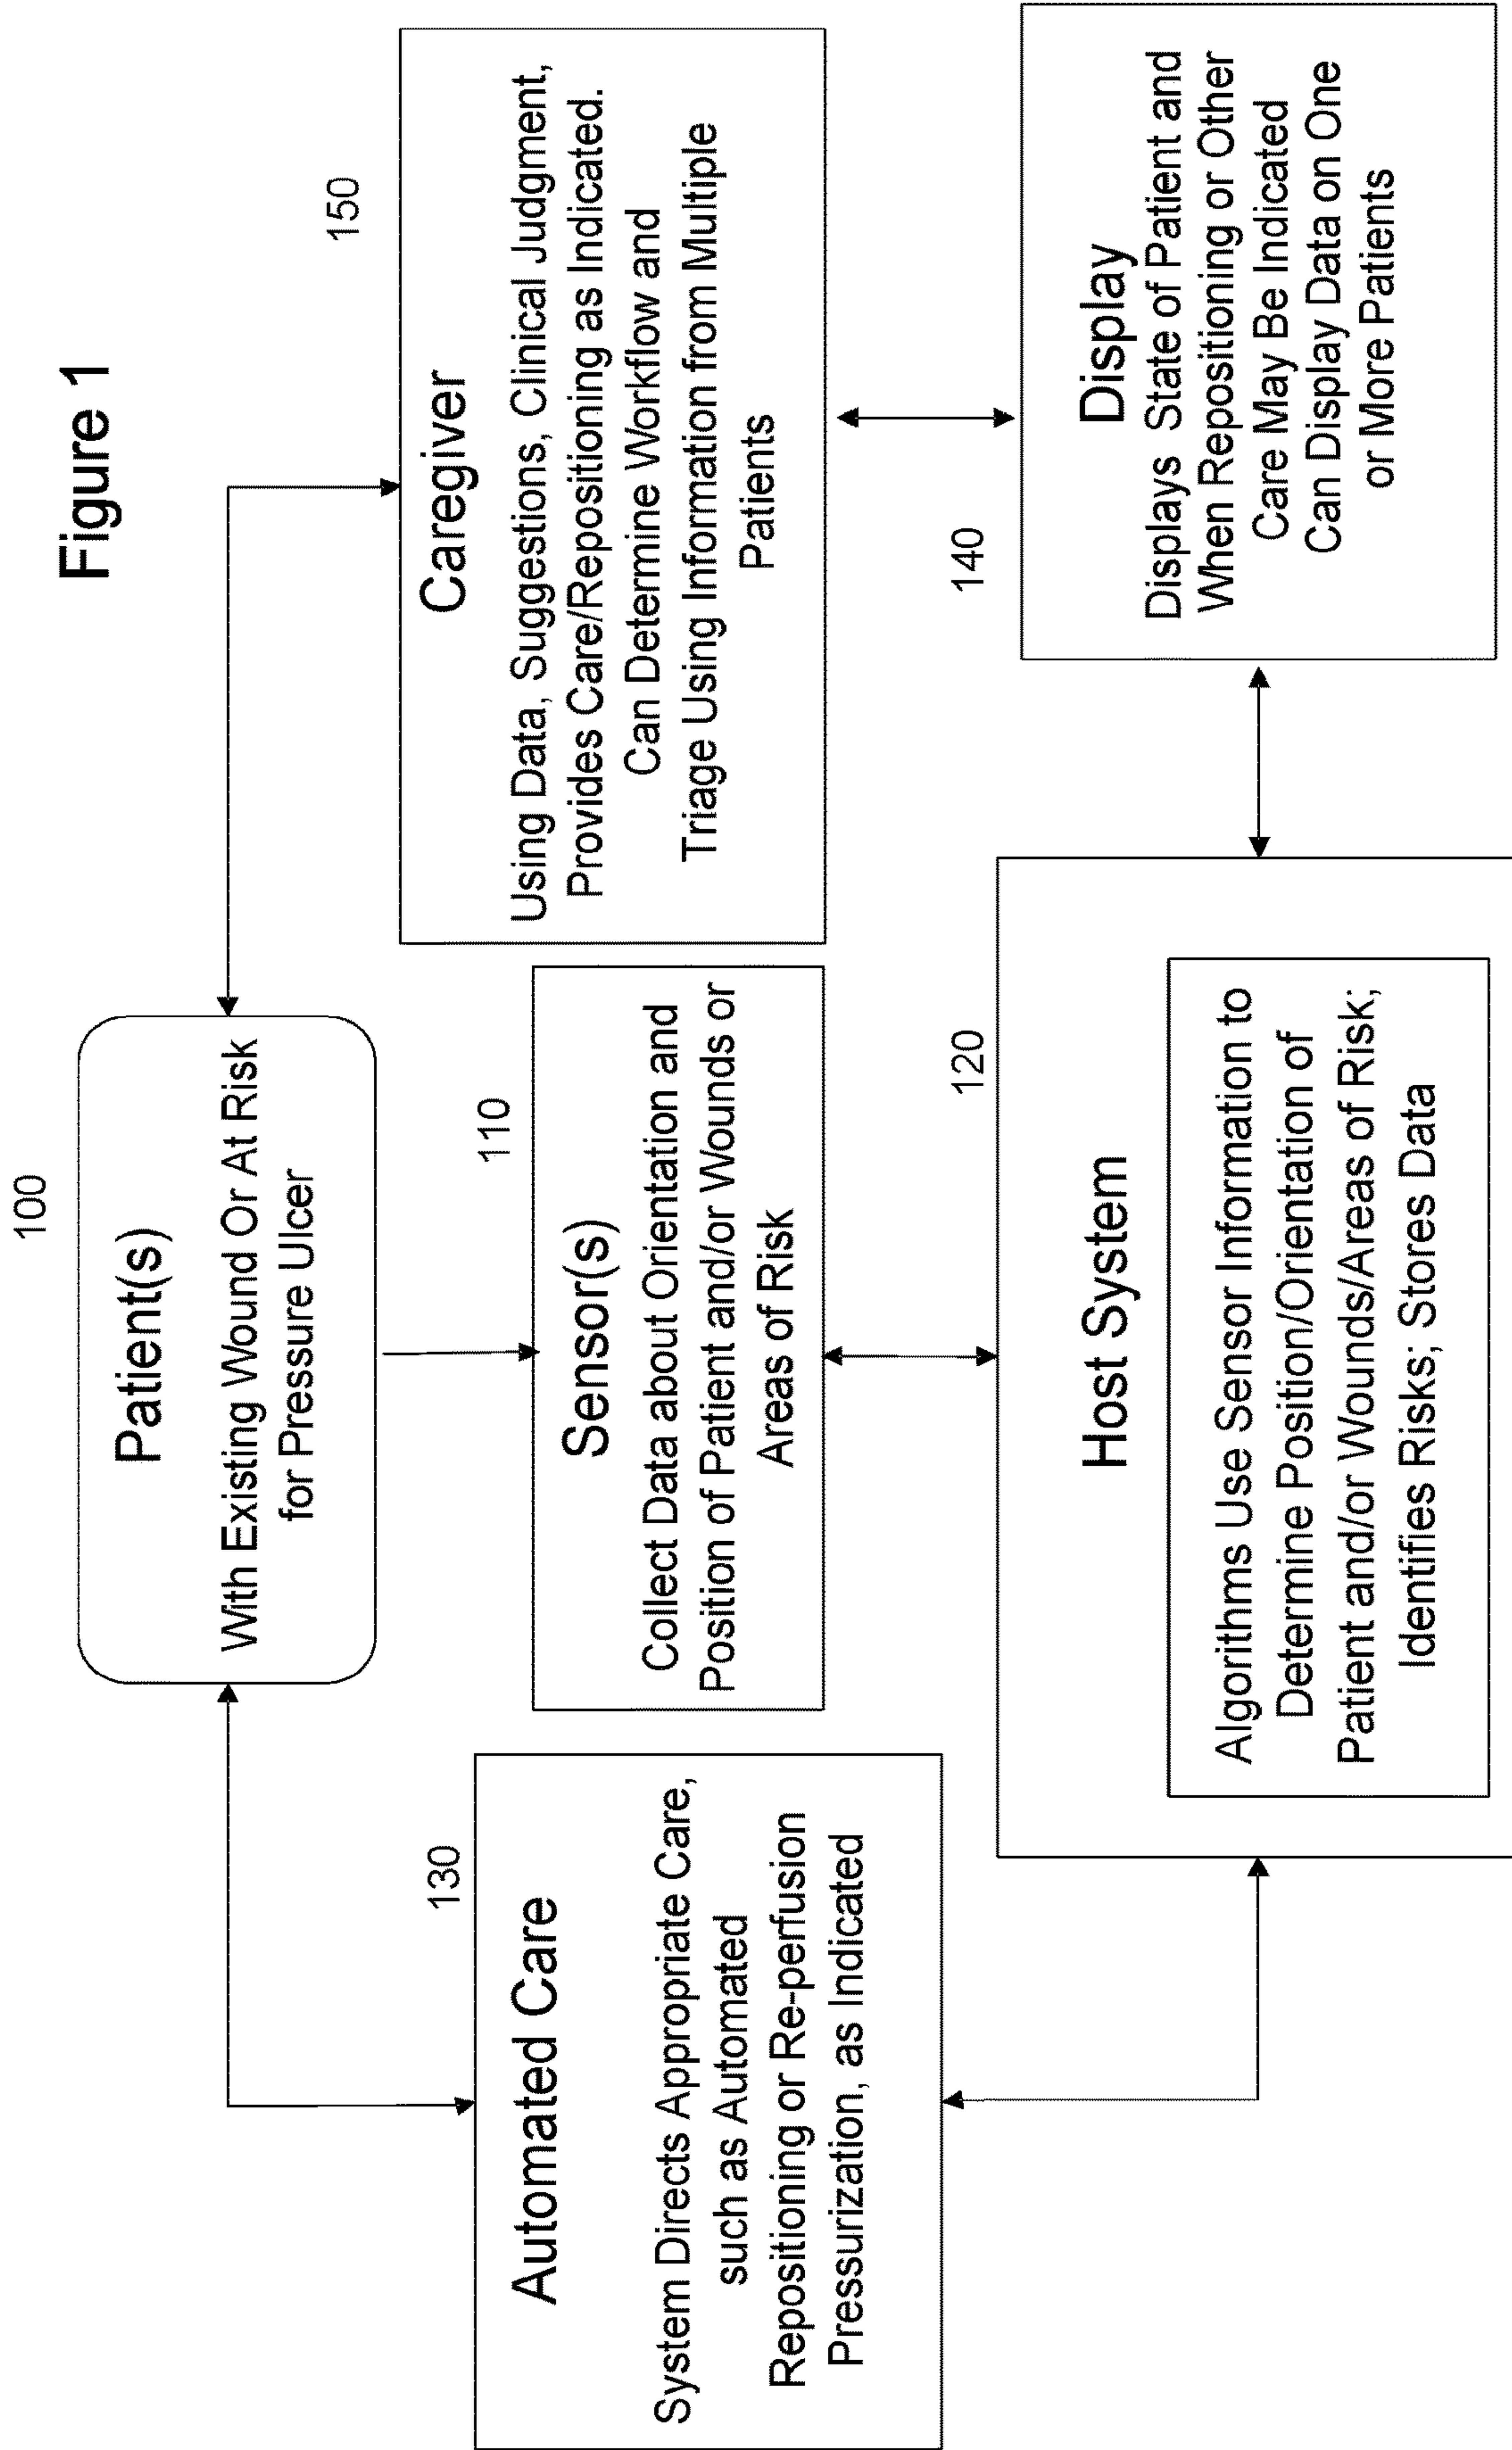 Figure 1
100
Patient(s)
With Existing Wound Or At Risk
for Pressure Ulcer
130
Automated Care
System Directs Appropriate Care,
such as Automated
Repositioning or Re-perfusion
Pressurization, as Indicated
110
Sensor(s)
Collect Data about Orientation and
Position of Patient and/or Wounds or
Areas of Risk
150
Caregiver
Using Data, Suggestions, Clinical Judgment,
Provides Care/Repositioning as Indicated.
Can Determine Workflow and
Triage Using Information from Multiple
Patients
120
Host System
Algorithms Use Sensor Information to
Determine Position/Orientation of
Patient and/or Wounds/Areas of Risk;
Identifies Risks; Stores Data
140
Display
Displays State of Patient and
When Repositioning or Other
Care May Be Indicated
Can Display Data on One
or More Patients